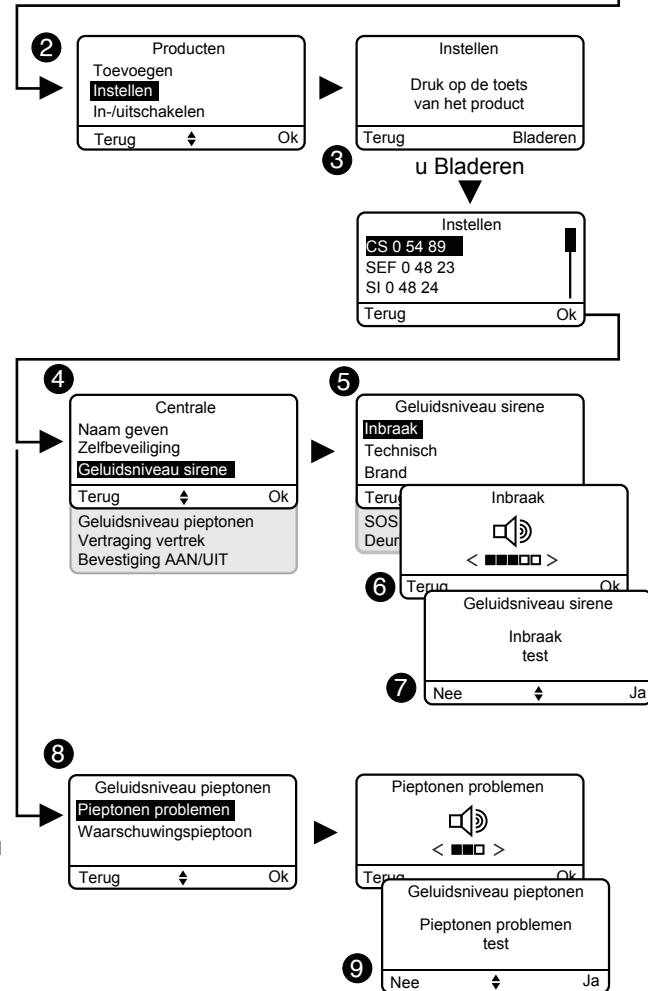 2
Producten
Toevoegen
Instellen
In-/uitschakelen
Terug Ok
Instellen
Druk op de toets
van het product
Terug Bladeren
3
u Bladeren
Instellen
CS 0 54 89
SEF 0 48 23
SI 0 48 24
Terug Ok
4
Centrale
Naam geven
Zelfbeveiliging
Geluidsniveau sirene
Terug Ok
Geluidsniveau pieptonen
Vertraging vertrek
Bevestiging AAN/UIT
5
Geluidsniveau sirene
Inbraak
Technisch
Brand
Teru
SOS
Deur
Inbraak
< >
6
Terug Ok
Geluidsniveau sirene
Inbraak
test
7
Nee Ja
8
Geluidsniveau pieptonen
Pieptonen problemen
Waarschuwingspieptoon
Terug Ok
Pieptonen problemen
< >
Terug Ok
Geluidsniveau pieptonen
Pieptonen problemen
test
9
Nee Ja